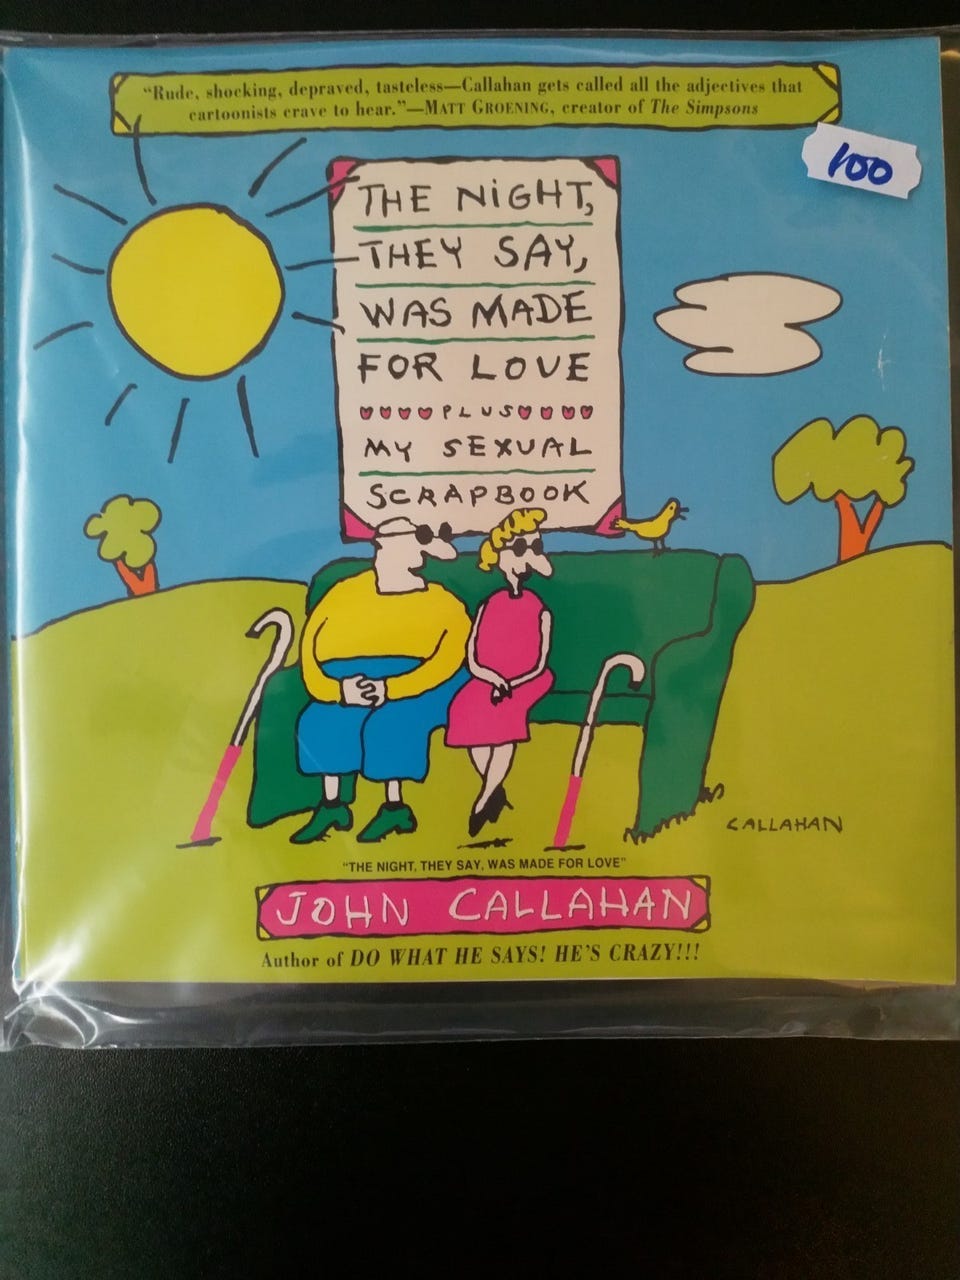 “Rude, shocking, depraved, tasteless—Callahan gets called all the adjectives that
cartoonists crave to hear.”—MATT GROENING, creator of The Simpsons
100
THE NiGHT,
THEY SAY,
WAS MADE
FOR LOVE
PLUS
MY SEXUAL
SCRAPBOOK
CALLAHAN
“THE NIGHT, THEY SAY, WAS MADE FOR LOVE”
JOHN CALLAHAN
Author of DO WHAT HE SAYS! HE’S CRAZY!!!